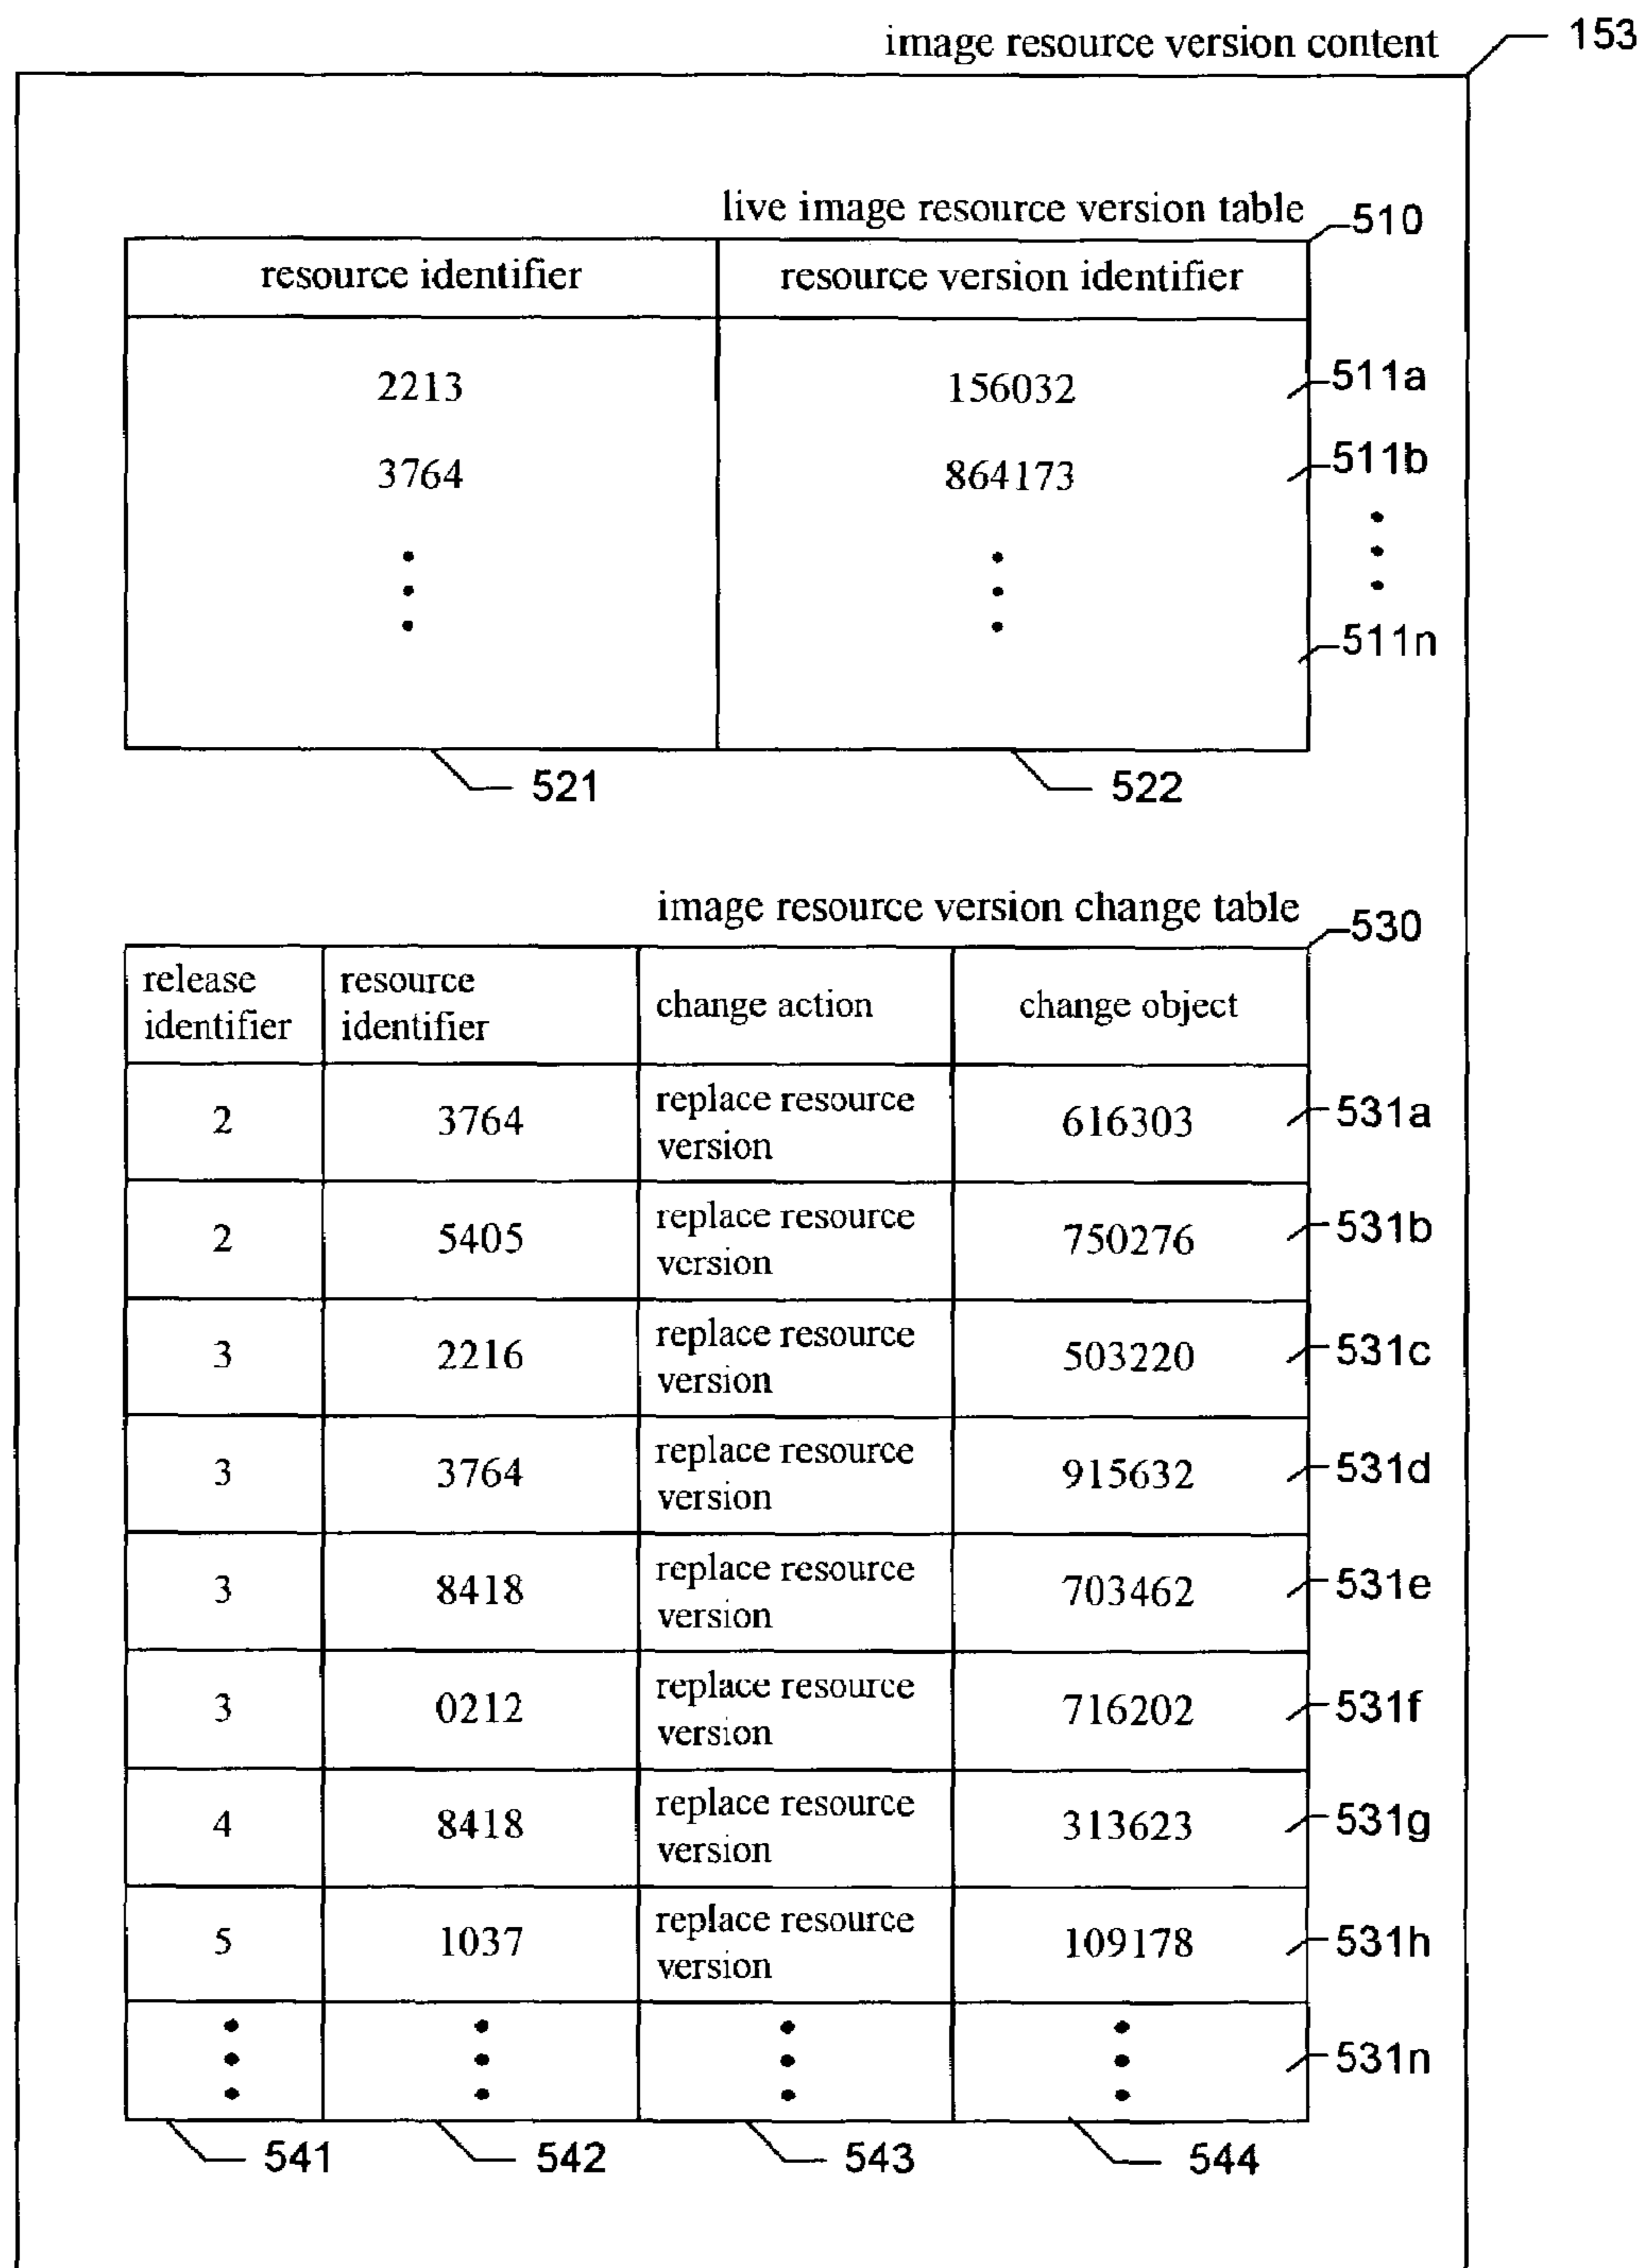 image resource version content
153
live image resource version table
510
resource identifier resource version identifier
2213 156032 511a
3764 864173 511b
511n
521 522
image resource version change table
530
release identifier resource identifier change action change object
2 3764 replace resource version 616303 531a
2 5405 replace resource version 750276 531b
3 2216 replace resource version 503220 531c
3 3764 replace resource version 915632 531d
3 8418 replace resource version 703462 531e
3 0212 replace resource version 716202 531f
4 8418 replace resource version 313623 531g
5 1037 replace resource version 109178 531h
531n
541 542 543 544